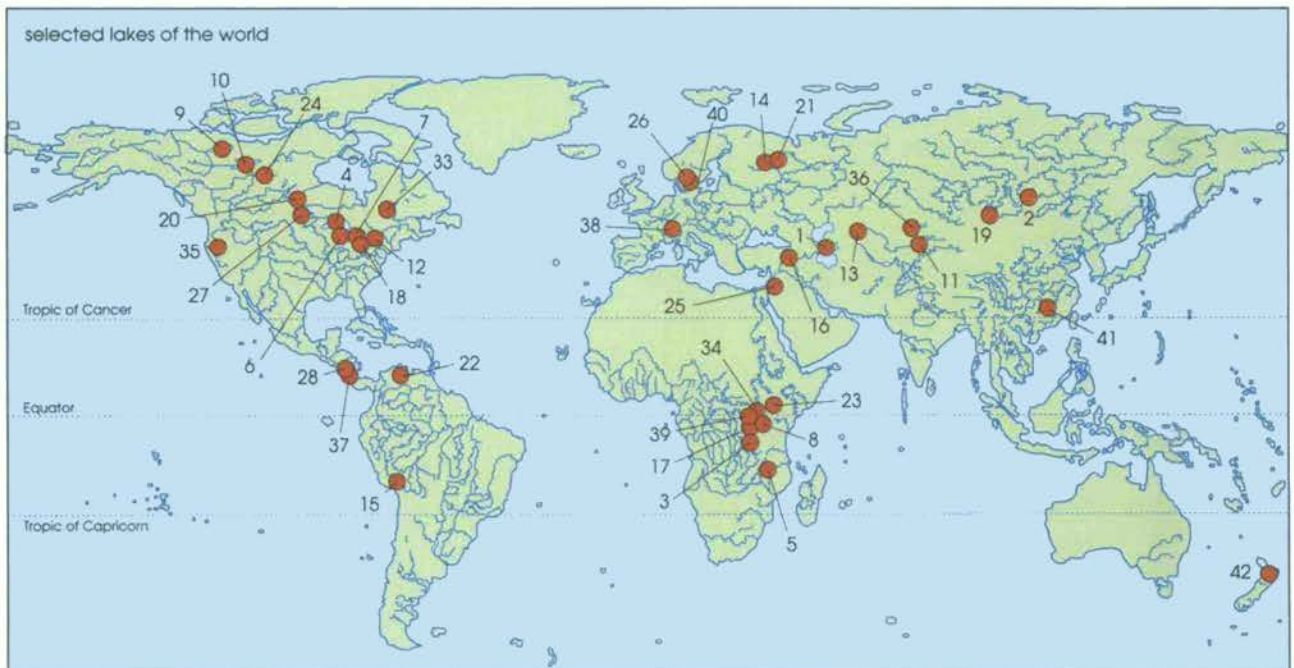 selected lakes of the world
10 24 7
9 14 21
40
26
33
4
36
20
2
38 1
35 19
12 13 11
27 18
25
Tropic of Cancer 16 41
34
6 22
28 23
Equator
39 8
37
17
15 3
Tropic of Capricorn
5
42